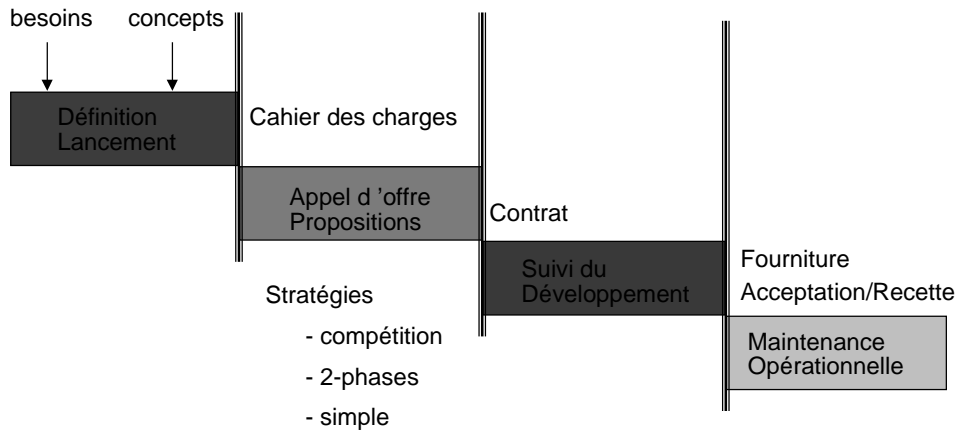 besoins concepts
Définition
Lancement
Cahier des charges
Appel d ’offre
Propositions
Contrat
Stratégies
- compétition
- 2-phases
- simple
Suivi du
Développement
Fourniture
Acceptation/Recette
Maintenance
Opérationnelle